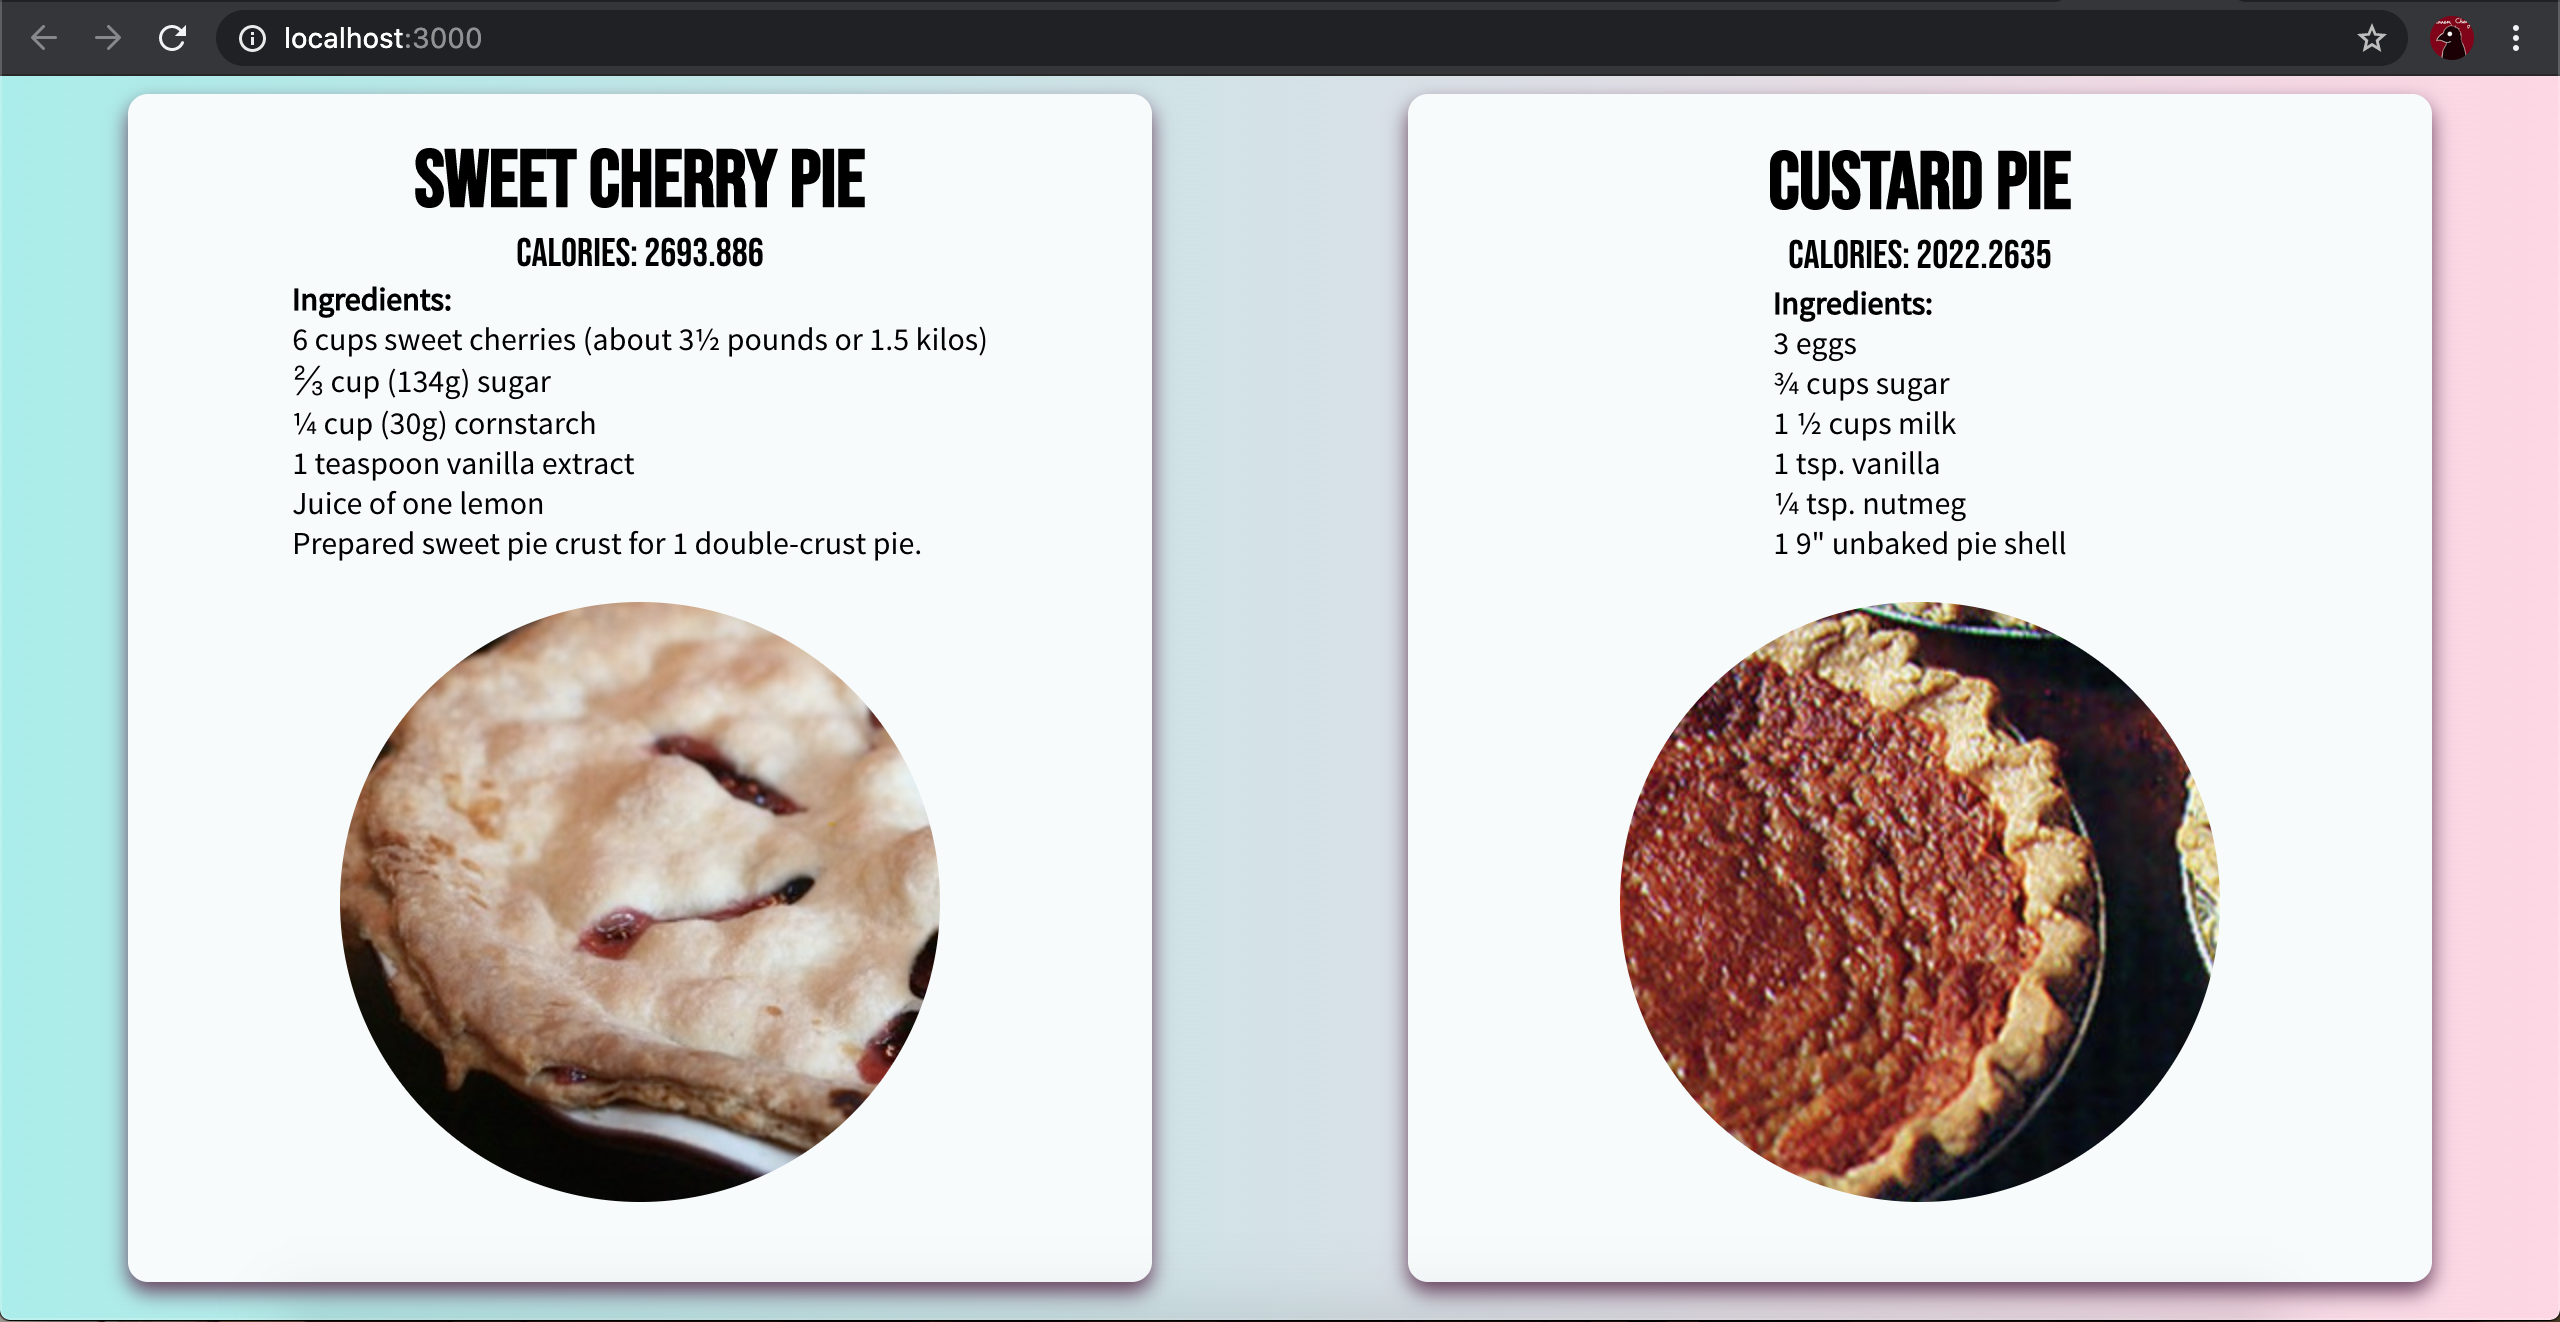 localhost:3000
SWEET CHERRY PIE
CALORIES: 2693.886
Ingredients:
6 cups sweet cherries (about 3½ pounds or 1.5 kilos)
⅔ cup (134g) sugar
¼ cup (30g) cornstarch
1 teaspoon vanilla extract
Juice of one lemon
Prepared sweet pie crust for 1 double-crust pie.
CUSTARD PIE
CALORIES: 2022.2635
Ingredients:
3 eggs
¾ cups sugar
1 ½ cups milk
1 tsp. vanilla
¼ tsp. nutmeg
1 9" unbaked pie shell